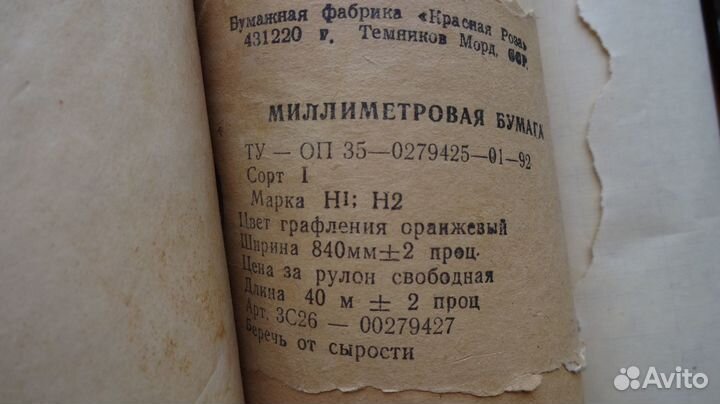 Бумажная фабрика «Красная Роза»
431220 г. Темников Морд. ССР.
МИЛЛИМЕТРОВАЯ БУМАГА
ТУ — ОП 35—0279425—01—92
Сорт I
Марка Н1; Н2
Цвет графления оранжевый
Ширина 840мм±2 проц.
Цена за рулон свободная
Длина 40 м ± 2 проц
Арт. 3С26 — 00279427
Беречь от сырости
Avito